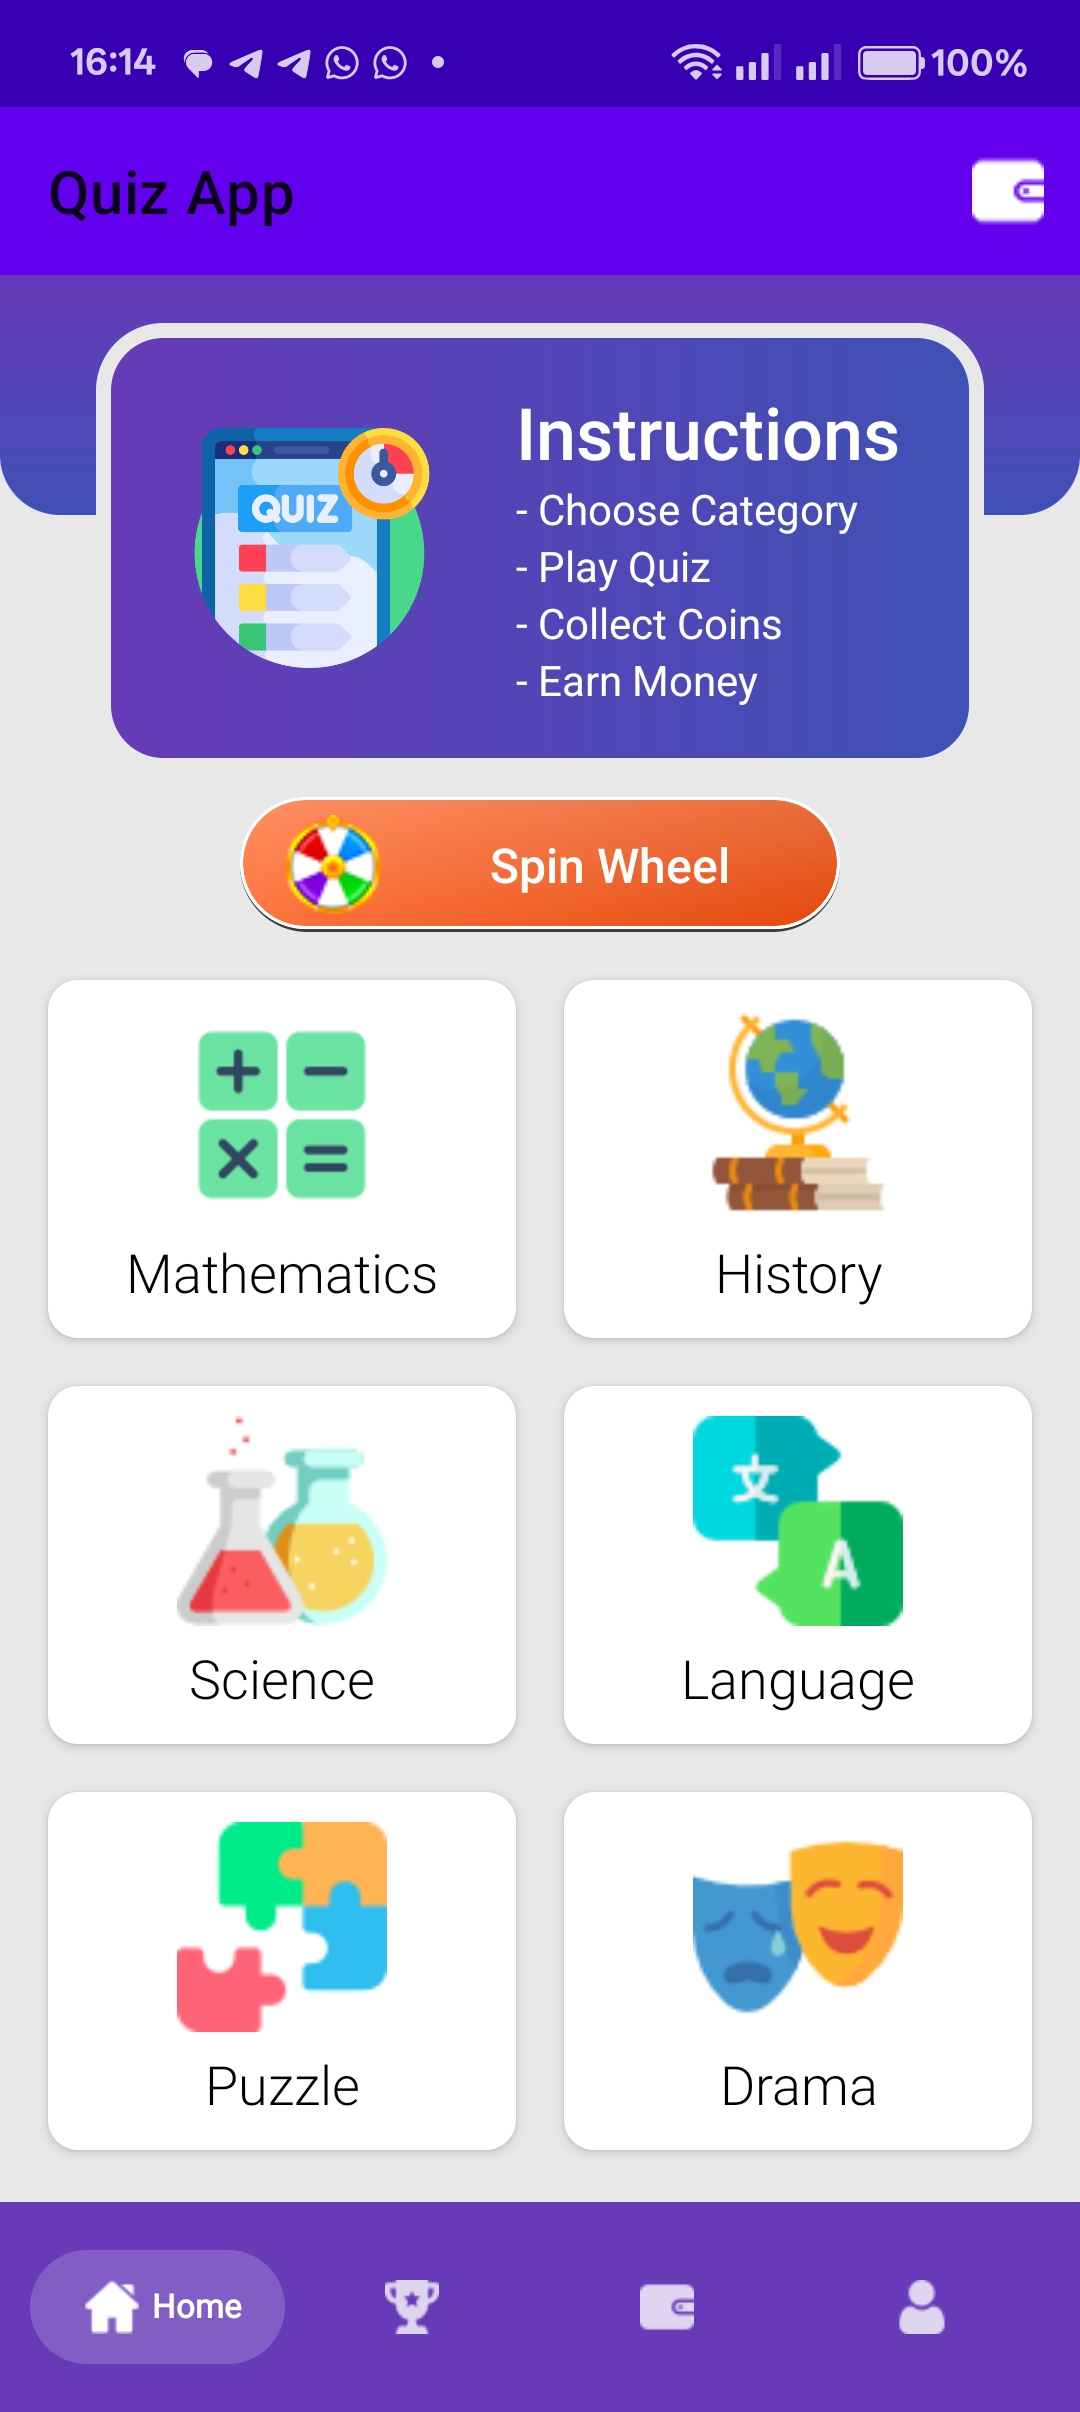 16:14
100%
Quiz App
QUIZ
Instructions
- Choose Category
- Play Quiz
- Collect Coins
- Earn Money
Spin Wheel
Mathematics
History
Science
Language
文
A
Puzzle
Drama
Home